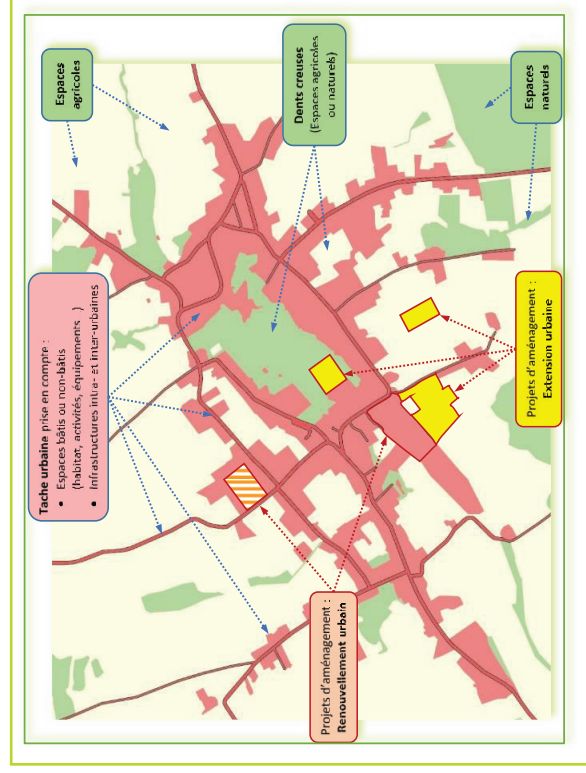 Tache urbaine prise en compte :
• Espaces bâtis ou non-bâtis
(habitat, activités, équipements )
• Infrastructures intra- et inter-urbaines
Espaces
agricoles
Dents creuses
(Espaces agricoles
ou naturels)
Espaces
naturels
Projets d'aménagement :
Renouvellement urbain
Projets d'aménagement :
Extension urbaine